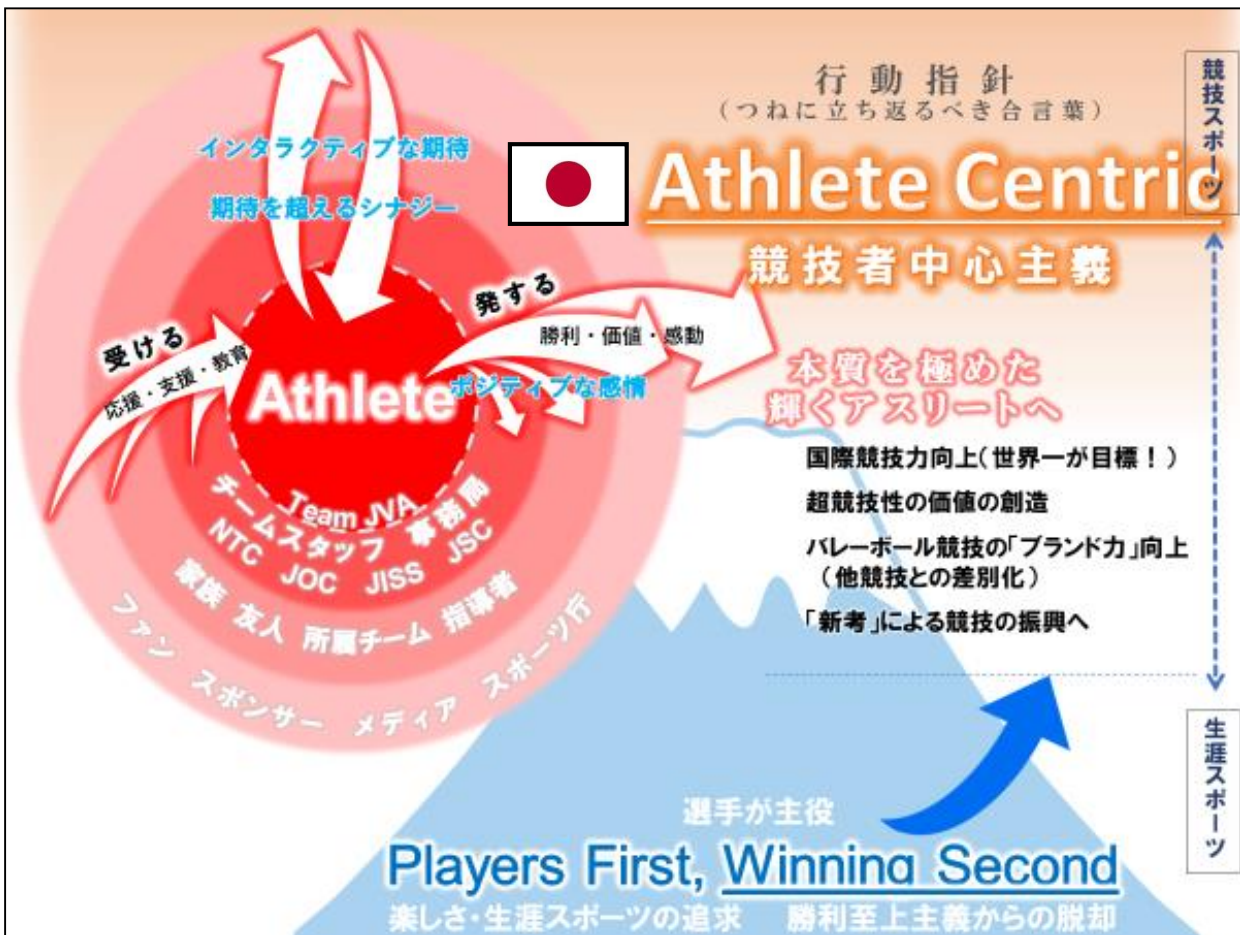 行動指針
(つねに立ち返るべき合言葉)
Athlete Centric
競技者中心主義
競技スポーツ
インタラクティブな期待
期待を超えるシナジー
受ける
応援・支援・教育
発する
勝利・価値・感動
ポジティブな感情
Athlete
Team JVA
チームスタッフ 事務局
NTC JOC JISS JSC
家族 友人 所属チーム 指導者
ファン スポンサー メディア スポーツ庁
本質を極めた
輝くアスリートへ
国際競技力向上(世界一が目標!)
超競技性の価値の創造
バレーボール競技の「ブランド力」向上
(他競技との差別化)
「新考」による競技の振興へ
生涯スポーツ
選手が主役
Players First, Winning Second
楽しさ・生涯スポーツの追求 勝利至上主義からの脱却